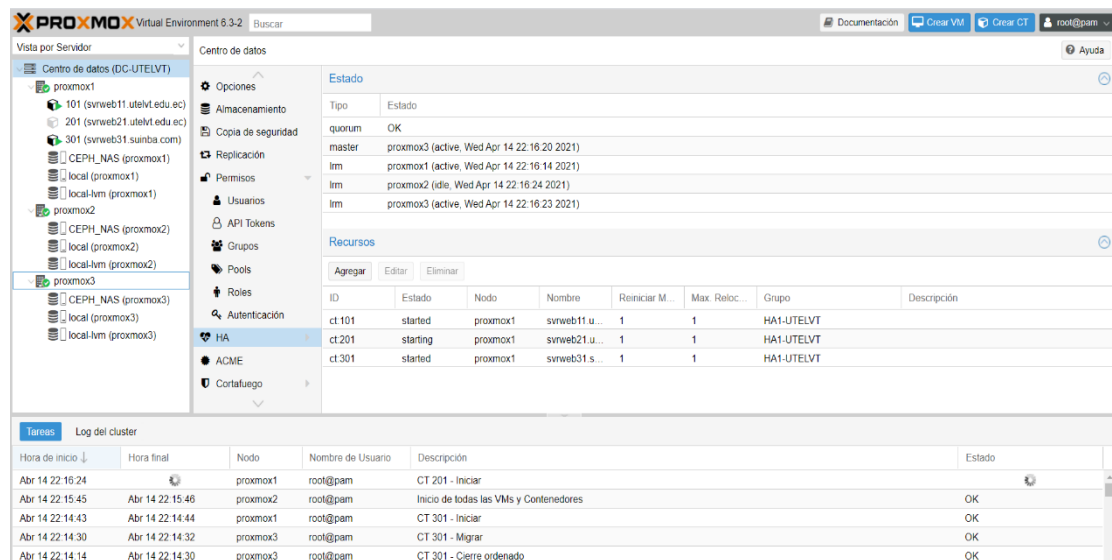 PROXMOX Virtual Environment 6.3-2 Buscar Documentación Crear VM Crear CT root@pam
Vista por Servidor
Centro de datos (DC-UTELVT)
proxmox1
101 (svrweb11.utelvt.edu.ec)
201 (svrweb21.utelvt.edu.ec)
301 (svrweb31.suinba.com)
CEPH_NAS (proxmox1)
local (proxmox1)
local-lvm (proxmox1)
proxmox2
CEPH_NAS (proxmox2)
local (proxmox2)
local-lvm (proxmox2)
proxmox3
CEPH_NAS (proxmox3)
local (proxmox3)
local-lvm (proxmox3)
Centro de datos Ayuda
Opciones
Almacenamiento
Copia de seguridad
Replicación
Permisos
Usuarios
API Tokens
Grupos
Pools
Roles
Autenticación
HA
ACME
Cortafuego
Estado
Tipo Estado
quorum OK
master proxmox3 (active, Wed Apr 14 22:16:20 2021)
lrm proxmox1 (active, Wed Apr 14 22:16:14 2021)
lrm proxmox2 (idle, Wed Apr 14 22:16:24 2021)
lrm proxmox3 (active, Wed Apr 14 22:16:23 2021)
Recursos
Agregar Editar Eliminar
ID Estado Nodo Nombre Reiniciar M... Max. Reloc... Grupo Descripción
ct:101 started proxmox1 svrweb11.u... 1 1 HA1-UTELVT
ct:201 starting proxmox1 svrweb21.u... 1 1 HA1-UTELVT
ct:301 started proxmox1 svrweb31.s... 1 1 HA1-UTELVT
Tareas Log del cluster
Hora de inicio ↓ Hora final Nodo Nombre de Usuario Descripción Estado
Abr 14 22:16:24 proxmox1 root@pam CT 201 - Iniciar
Abr 14 22:15:45 Abr 14 22:15:46 proxmox2 root@pam Inicio de todas las VMs y Contenedores OK
Abr 14 22:14:43 Abr 14 22:14:44 proxmox1 root@pam CT 301 - Iniciar OK
Abr 14 22:14:30 Abr 14 22:14:32 proxmox3 root@pam CT 301 - Migrar OK
Abr 14 22:14:14 Abr 14 22:14:30 proxmox3 root@pam CT 301 - Cierre ordenado OK